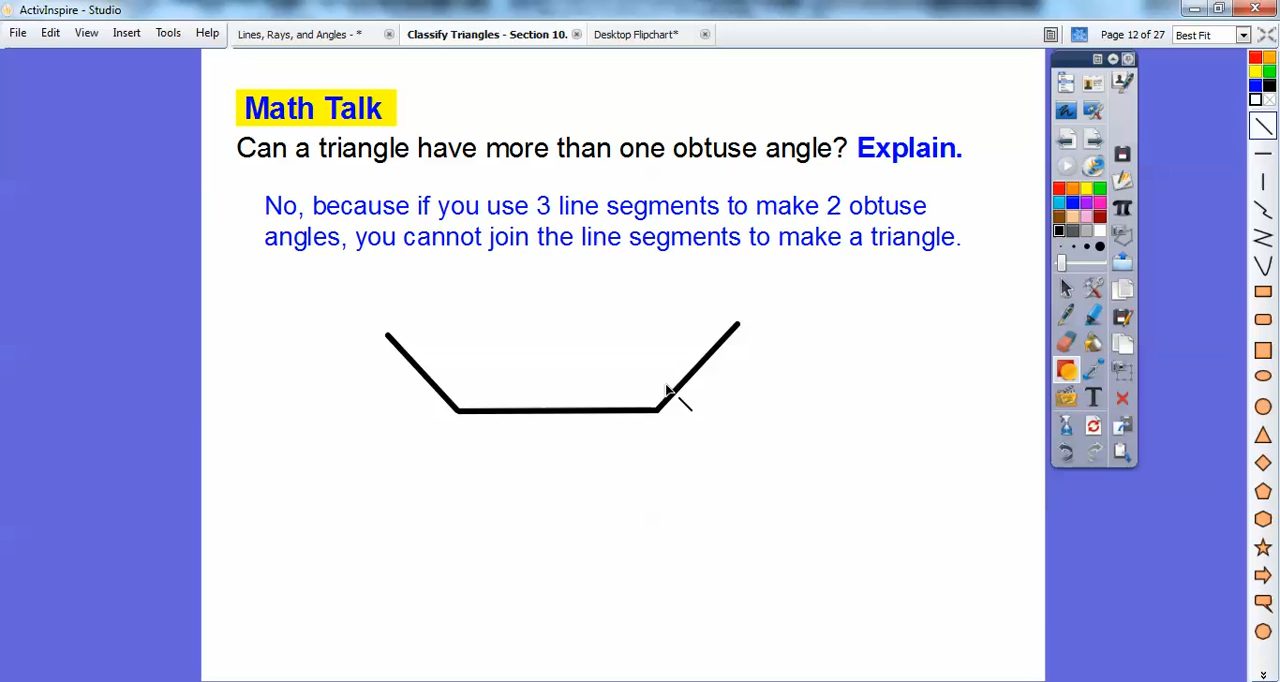 ActivInspire - Studio
File Edit View Insert Tools Help
Lines, Rays, and Angles - * Classify Triangles - Section 10. Desktop Flipchart* Page 12 of 27 Best Fit
Math Talk
Can a triangle have more than one obtuse angle? Explain.
No, because if you use 3 line segments to make 2 obtuse
angles, you cannot join the line segments to make a triangle.